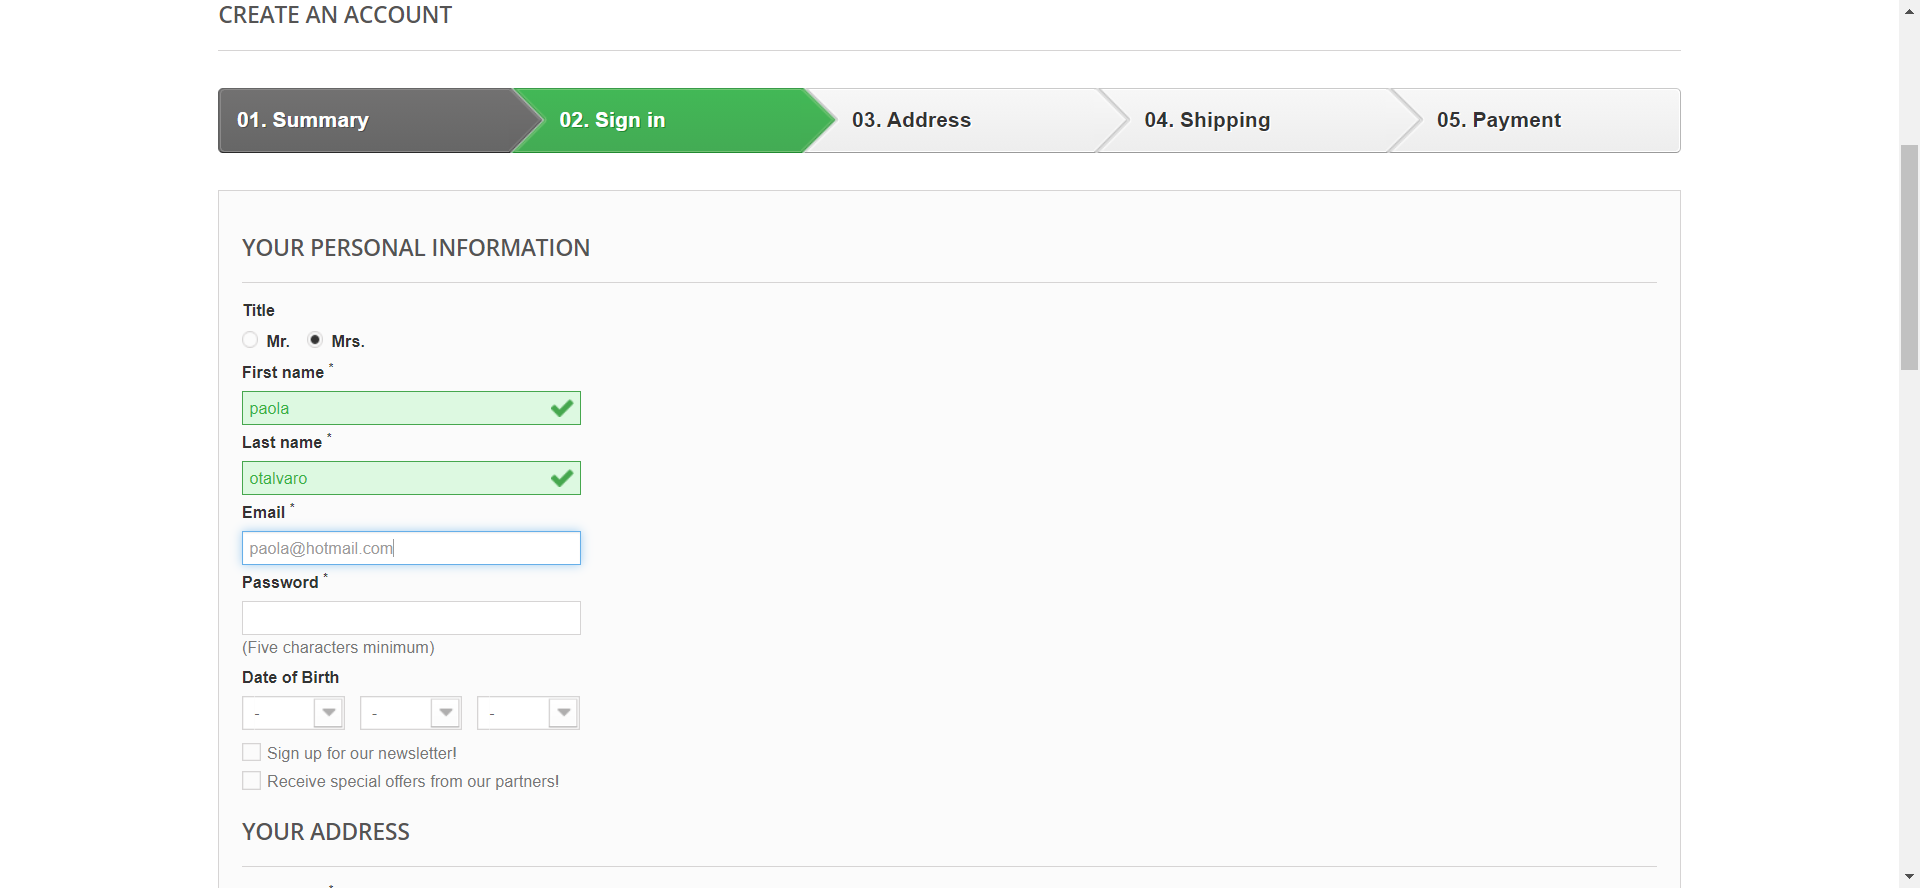 CREATE AN ACCOUNT
01. Summary
02. Sign in
03. Address
04. Shipping
05. Payment
YOUR PERSONAL INFORMATION
Title
Mr.
Mrs.
First name *
paola
Last name *
otalvaro
Email *
paola@hotmail.com
Password *
(Five characters minimum)
Date of Birth
- - -
Sign up for our newsletter!
Receive special offers from our partners!
YOUR ADDRESS
*